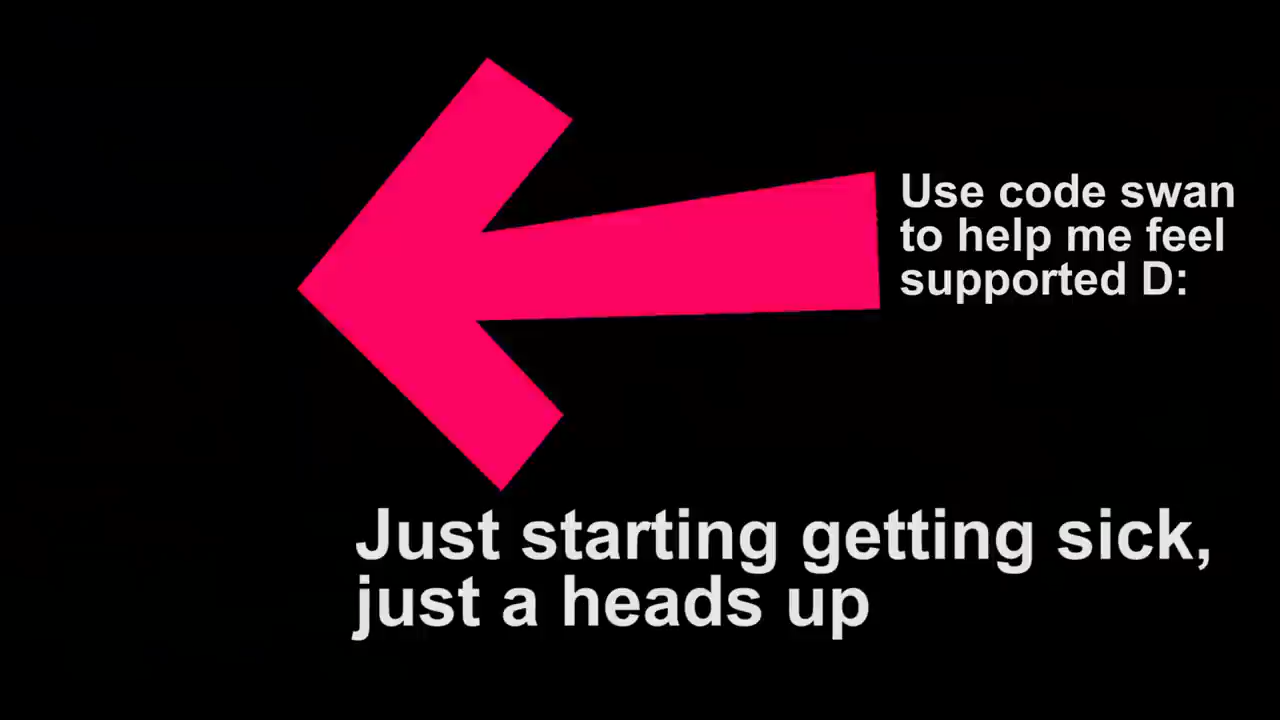 Use code swan
to help me feel
supported D:
Just starting getting sick,
just a heads up